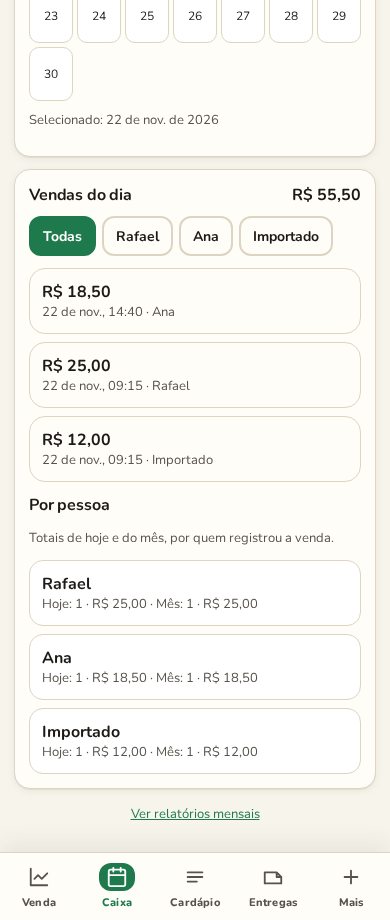 23 24 25 26 27 28 29
30
Selecionado: 22 de nov. de 2026
Vendas do dia R$ 55,50
Todas Rafael Ana Importado
R$ 18,50
22 de nov., 14:40 · Ana
R$ 25,00
22 de nov., 09:15 · Rafael
R$ 12,00
22 de nov., 09:15 · Importado
Por pessoa
Totais de hoje e do mês, por quem registrou a venda.
Rafael
Hoje: 1 · R$ 25,00 · Mês: 1 · R$ 25,00
Ana
Hoje: 1 · R$ 18,50 · Mês: 1 · R$ 18,50
Importado
Hoje: 1 · R$ 12,00 · Mês: 1 · R$ 12,00
Ver relatórios mensais
Venda Caixa Cardápio Entregas Mais